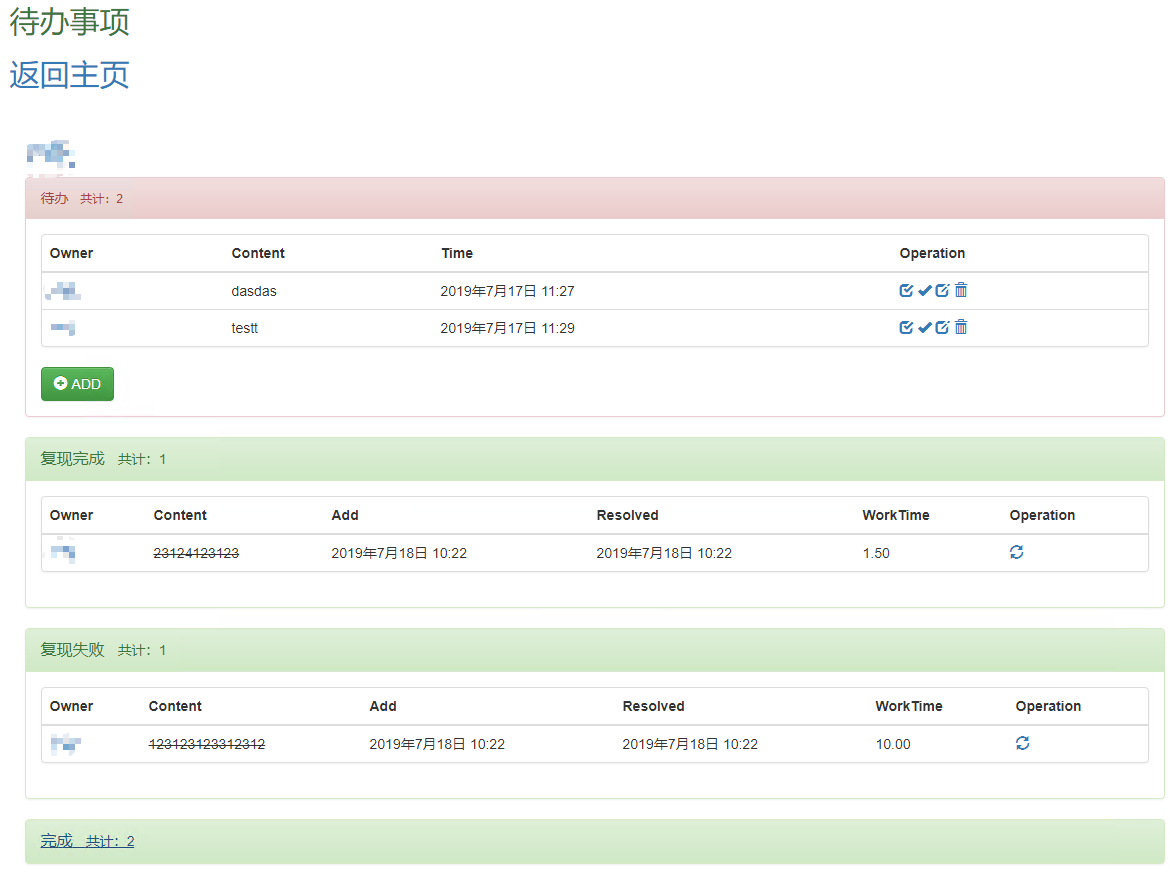 待办事项
返回主页
待办 共计：2
Owner Content Time Operation
dasdas 2019年7月17日 11:27
testt 2019年7月17日 11:29
ADD
复现完成 共计：1
Owner Content Add Resolved WorkTime Operation
23124123123 2019年7月18日 10:22 2019年7月18日 10:22 1.50
复现失败 共计：1
Owner Content Add Resolved WorkTime Operation
123123123312312 2019年7月18日 10:22 2019年7月18日 10:22 10.00
完成 共计：2